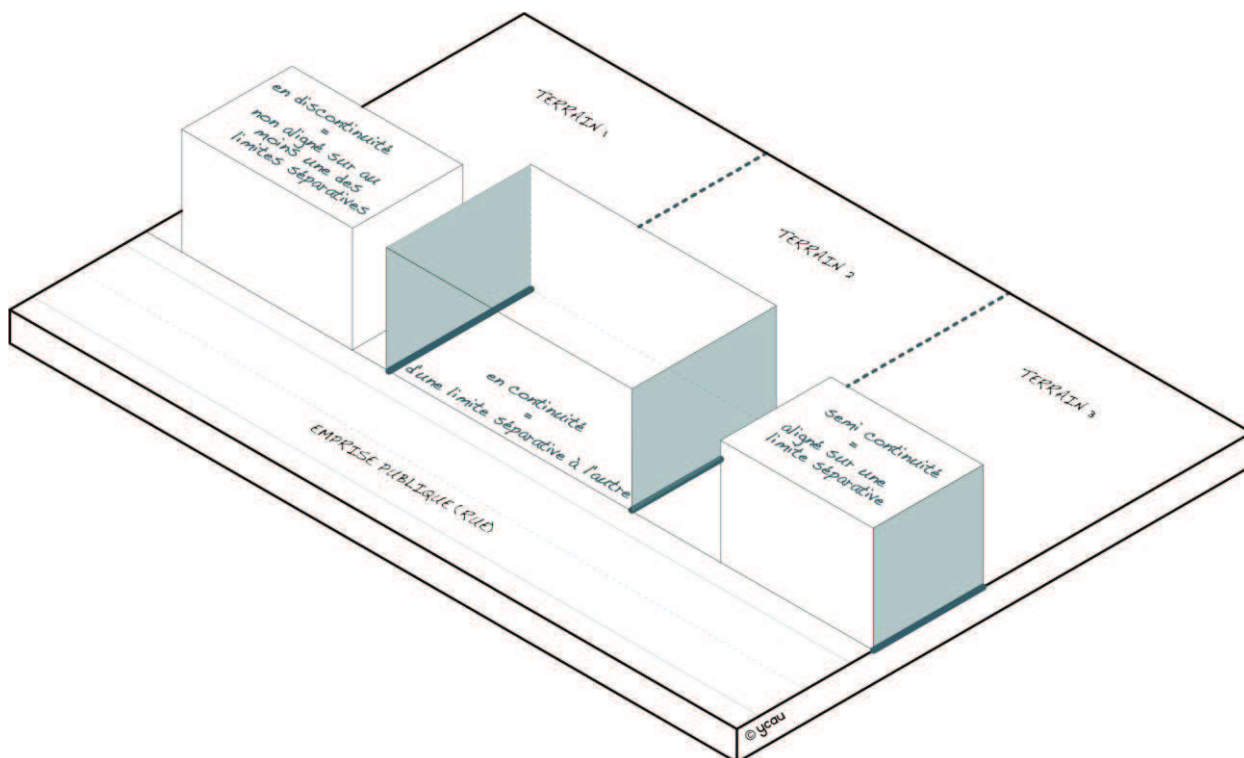 en discontinuité
=
non aligné sur au
moins une des
limites séparatives
TERRAIN 1
TERRAIN 2
TERRAIN 3
en continuité
=
d'une limite séparative à l'autre
semi continuité
=
aligné sur une
limite séparative
EMPRISE PUBLIQUE (RUE)
© ycau